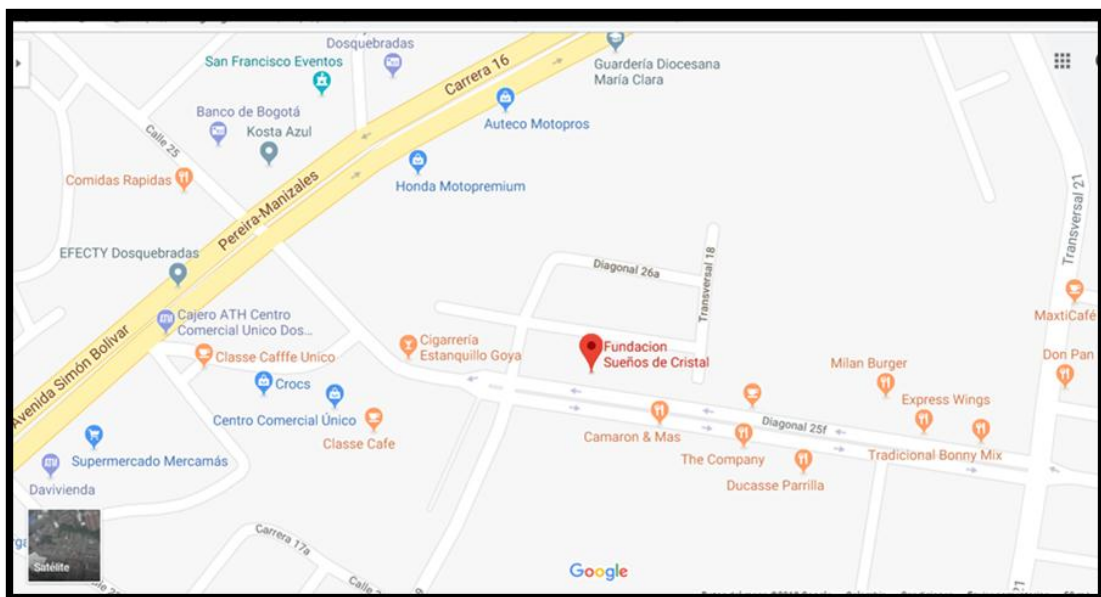 Dosquebradas
San Francisco Eventos
Carrera 16
Guardería Diocesana
María Clara
Banco de Bogotá
Auteco Motopros
Calle 25
Kosta Azul
Comidas Rapidas
Honda Motopremium
Transversal 21
Pereira-Manizales
EFECTY Dosquebradas
Diagonal 26a
Transversal 18
MaxtiCafé
Cajero ATH Centro
Comercial Unico Dos...
Cigarrería
Estanquillo Goya
Fundacion
Sueños de Cristal
Avenida Simón Bolivar
Classe Cafffe Unico
Milan Burger
Don Pan
Crocs
Express Wings
Centro Comercial Único
Diagonal 25f
Classe Cafe
Camaron & Mas
Supermercado Mercamás
The Company
Tradicional Bonny Mix
Davivienda
Ducasse Parrilla
Carrera 17a
Satélite
Google